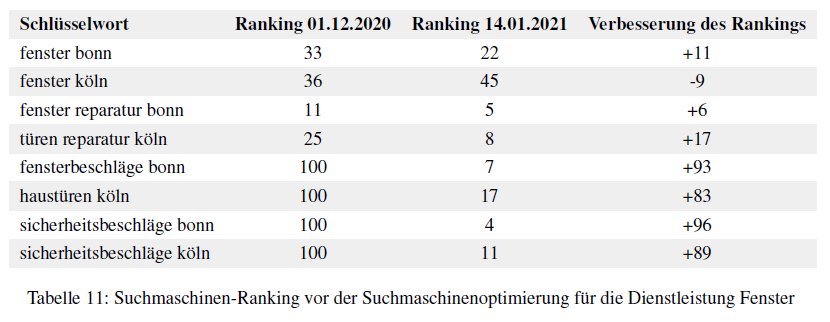 Schlüsselwort Ranking 01.12.2020 Ranking 14.01.2021 Verbesserung des Rankings
fenster bonn 33 22 +11
fenster köln 36 45 -9
fenster reparatur bonn 11 5 +6
türen reparatur köln 25 8 +17
fensterbeschläge bonn 100 7 +93
haustüren köln 100 17 +83
sicherheitsbeschläge bonn 100 4 +96
sicherheitsbeschläge köln 100 11 +89
Tabelle 11: Suchmaschinen-Ranking vor der Suchmaschinenoptimierung für die Dienstleistung Fenster